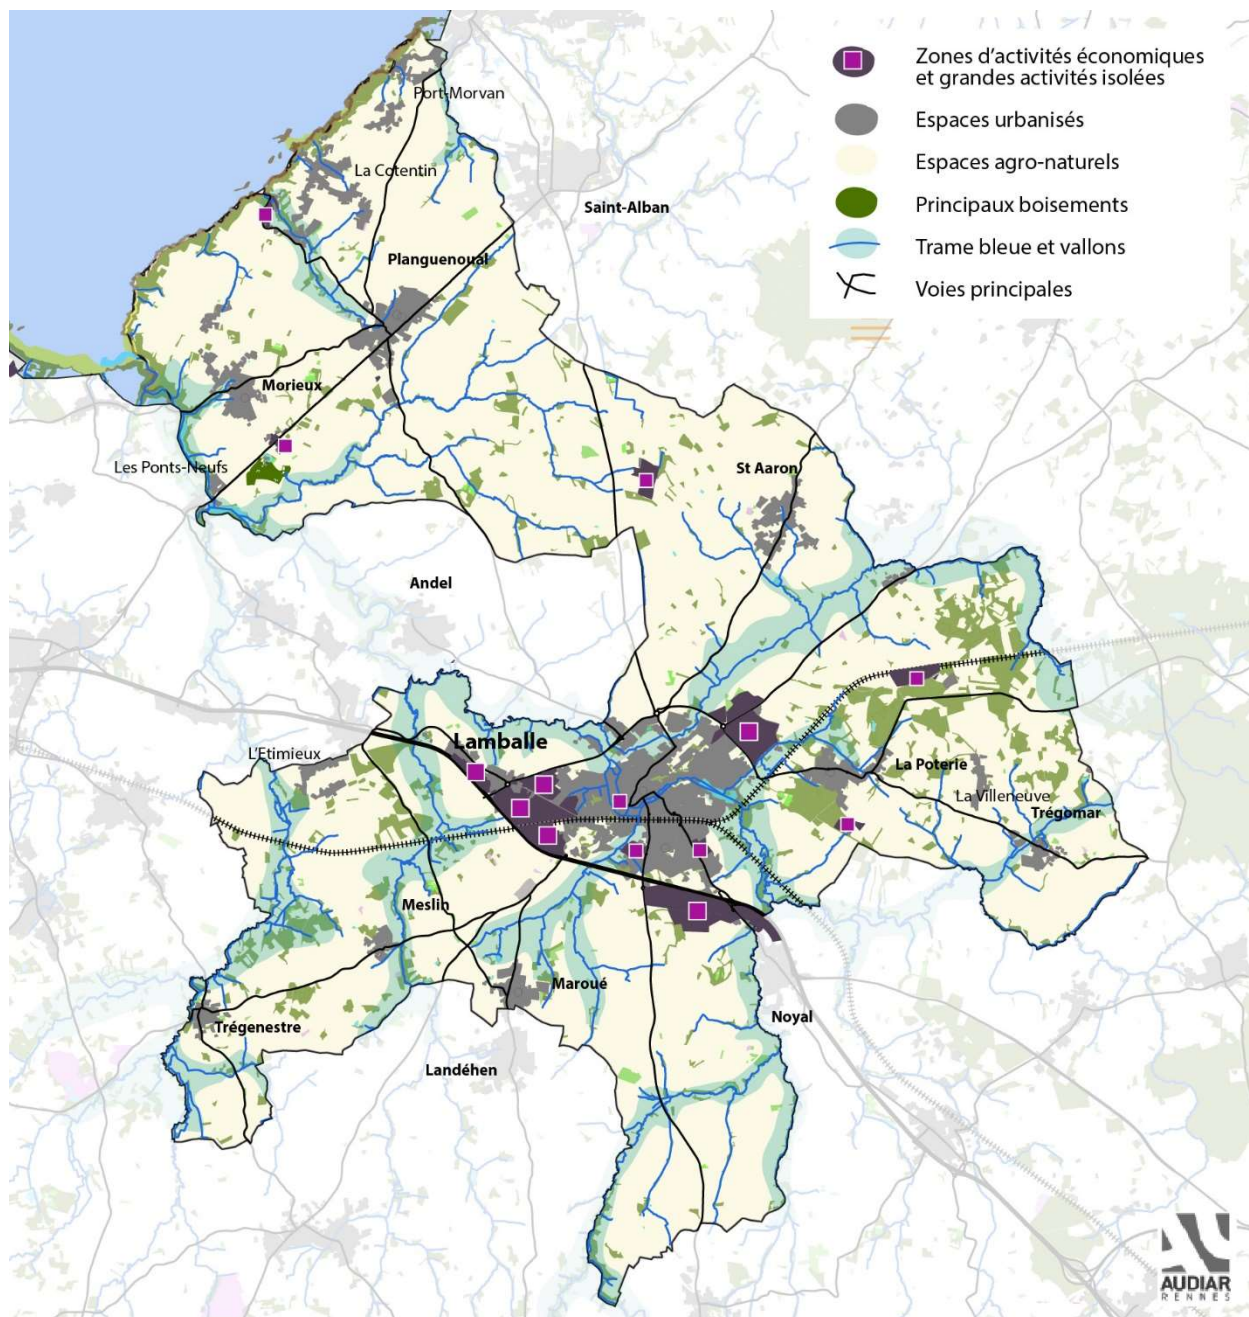 Zones d'activités économiques
et grandes activités isolées
Espaces urbanisés
Espaces agro-naturels
Principaux boisements
Trame bleue et vallons
Voies principales
Port-Morvan
La Cotentin
Saint-Alban
Planguenoual
Morieux
Les Ponts-Neufs
St Aaron
Andel
L'Etimieux
Lamballe
La Poterie
La Villeneuve
Trégomar
Meslin
Maroué
Noyal
Trégenestre
Landéhen
AUDIAR
RENNES